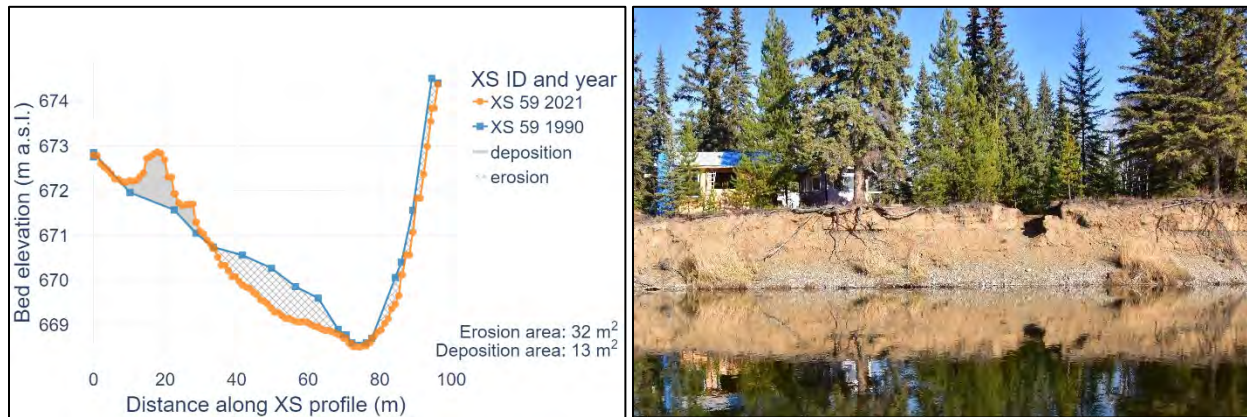 XS ID and year
XS 59 2021
XS 59 1990
deposition
erosion
Bed elevation (m a.s.l.)
674
673
672
671
670
669
Erosion area: 32 m²
Deposition area: 13 m²
0 20 40 60 80 100
Distance along XS profile (m)